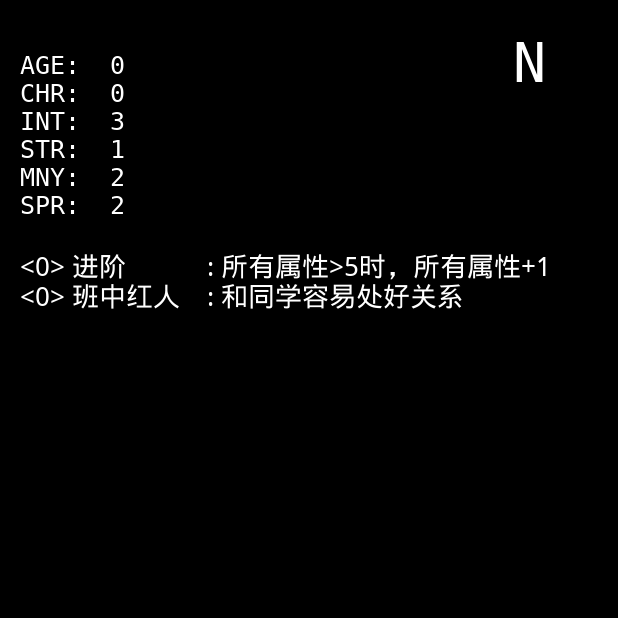 N
AGE: 0
CHR: 0
INT: 3
STR: 1
MNY: 2
SPR: 2
<0> 进阶 : 所有属性>5时，所有属性+1
<0> 班中红人 : 和同学容易处好关系